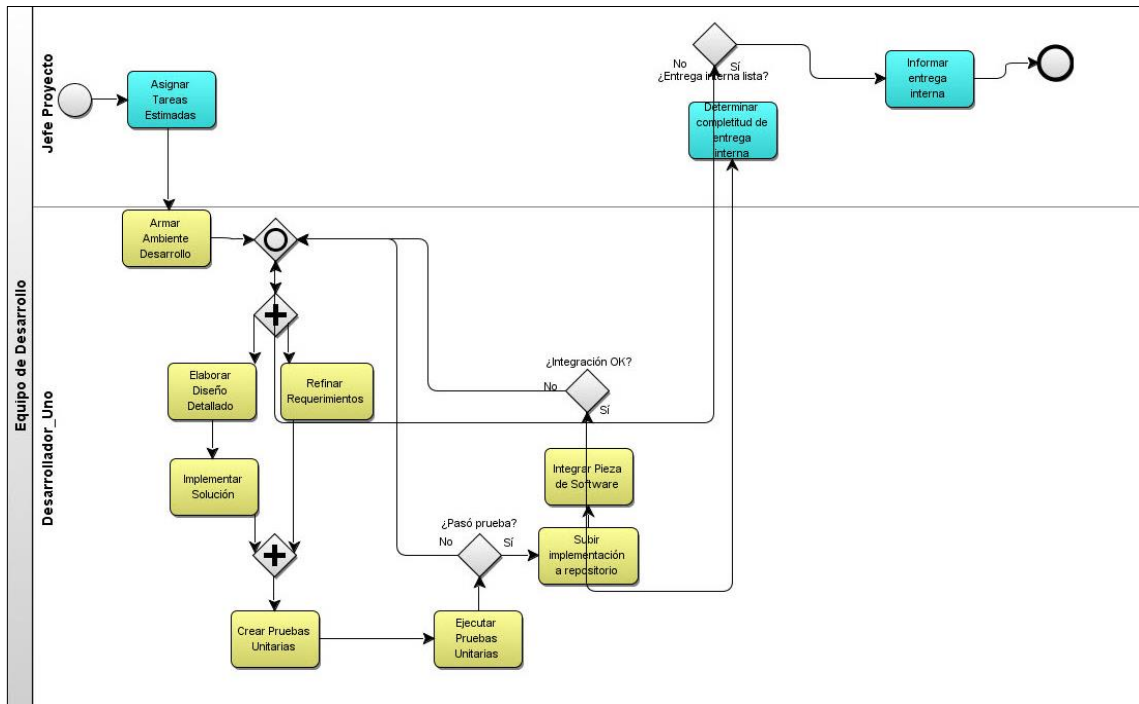 Equipo de Desarrollo
Jefe Proyecto
Asignar
Tareas
Estimadas
No
Sí
¿Entrega interna lista?
Determinar
completitud de
entrega
interna
Informar
entrega
interna
Desarrollador_Uno
Armar
Ambiente
Desarrollo
Elaborar
Diseño
Detallado
Refinar
Requerimientos
Implementar
Solución
¿Integración OK?
No
Sí
Integrar Pieza
de Software
¿Pasó prueba?
No
Sí
Subir
implementación
a repositorio
Crear Pruebas
Unitarias
Ejecutar
Pruebas
Unitarias